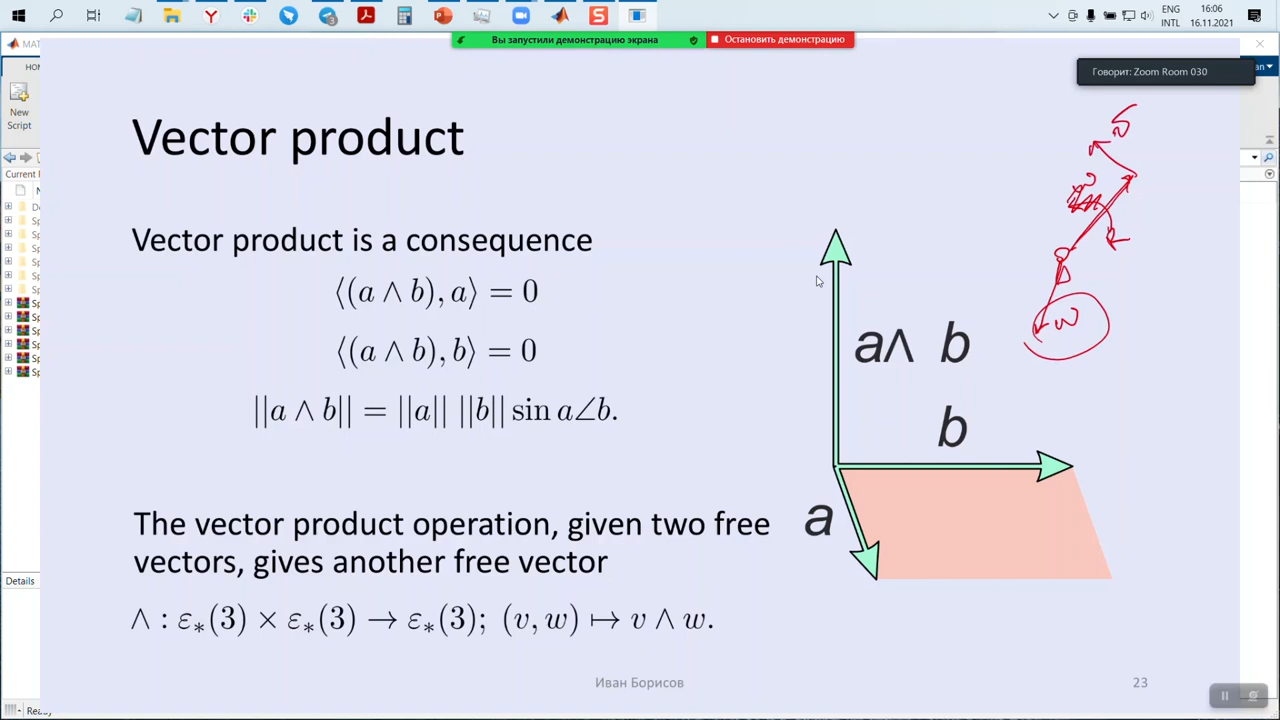 ENG
INTL
16:06
16.11.2021
Вы запустили демонстрацию экрана
Остановить демонстрацию
Говорит: Zoom Room 030
New
Script
Vector product
Vector product is a consequence
⟨(a ∧ b), a⟩ = 0
⟨(a ∧ b), b⟩ = 0
||a ∧ b|| = ||a|| ||b|| sin a∠b.
a∧ b
b
a
w
The vector product operation, given two free
vectors, gives another free vector
∧ : ε∗(3) × ε∗(3) → ε∗(3); (v, w) ↦ v ∧ w.
Details
Иван Борисов
23